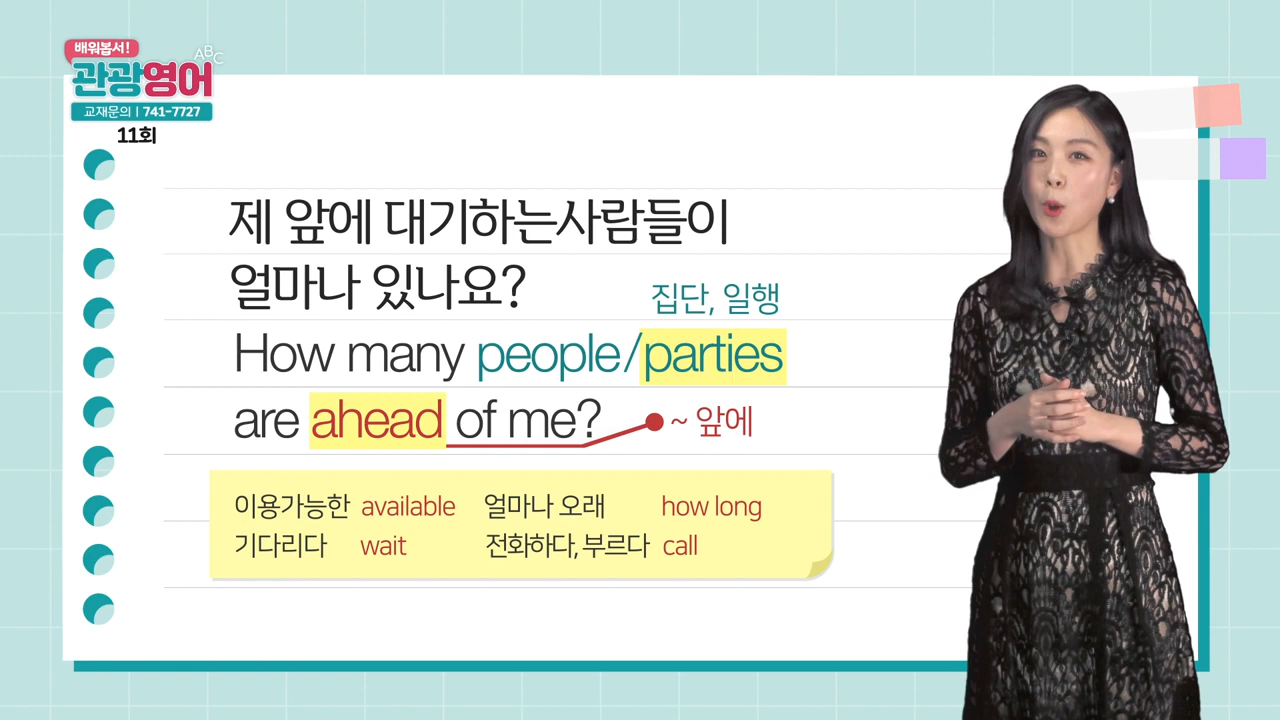 배워봅서!
ABC
관광영어
교재문의 | 741-7727
11회
제 앞에 대기하는사람들이
얼마나 있나요?
집단, 일행
How many people/parties
are ahead of me?
~ 앞에
이용가능한 available 얼마나 오래 how long
기다리다 wait 전화하다, 부르다 call